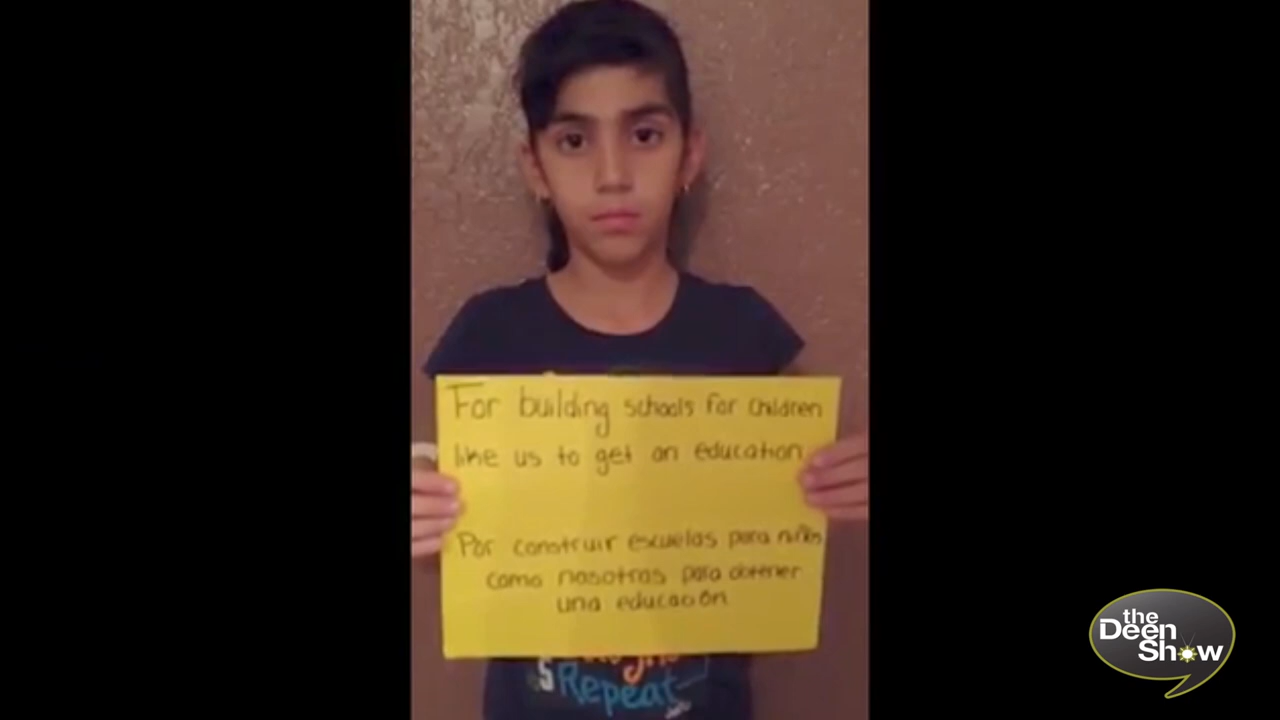 For building schools for children
like us to get an education
Por construir escuelas para niños
como nosotras para obtener
una educación
Repeat
the
Deen
Show